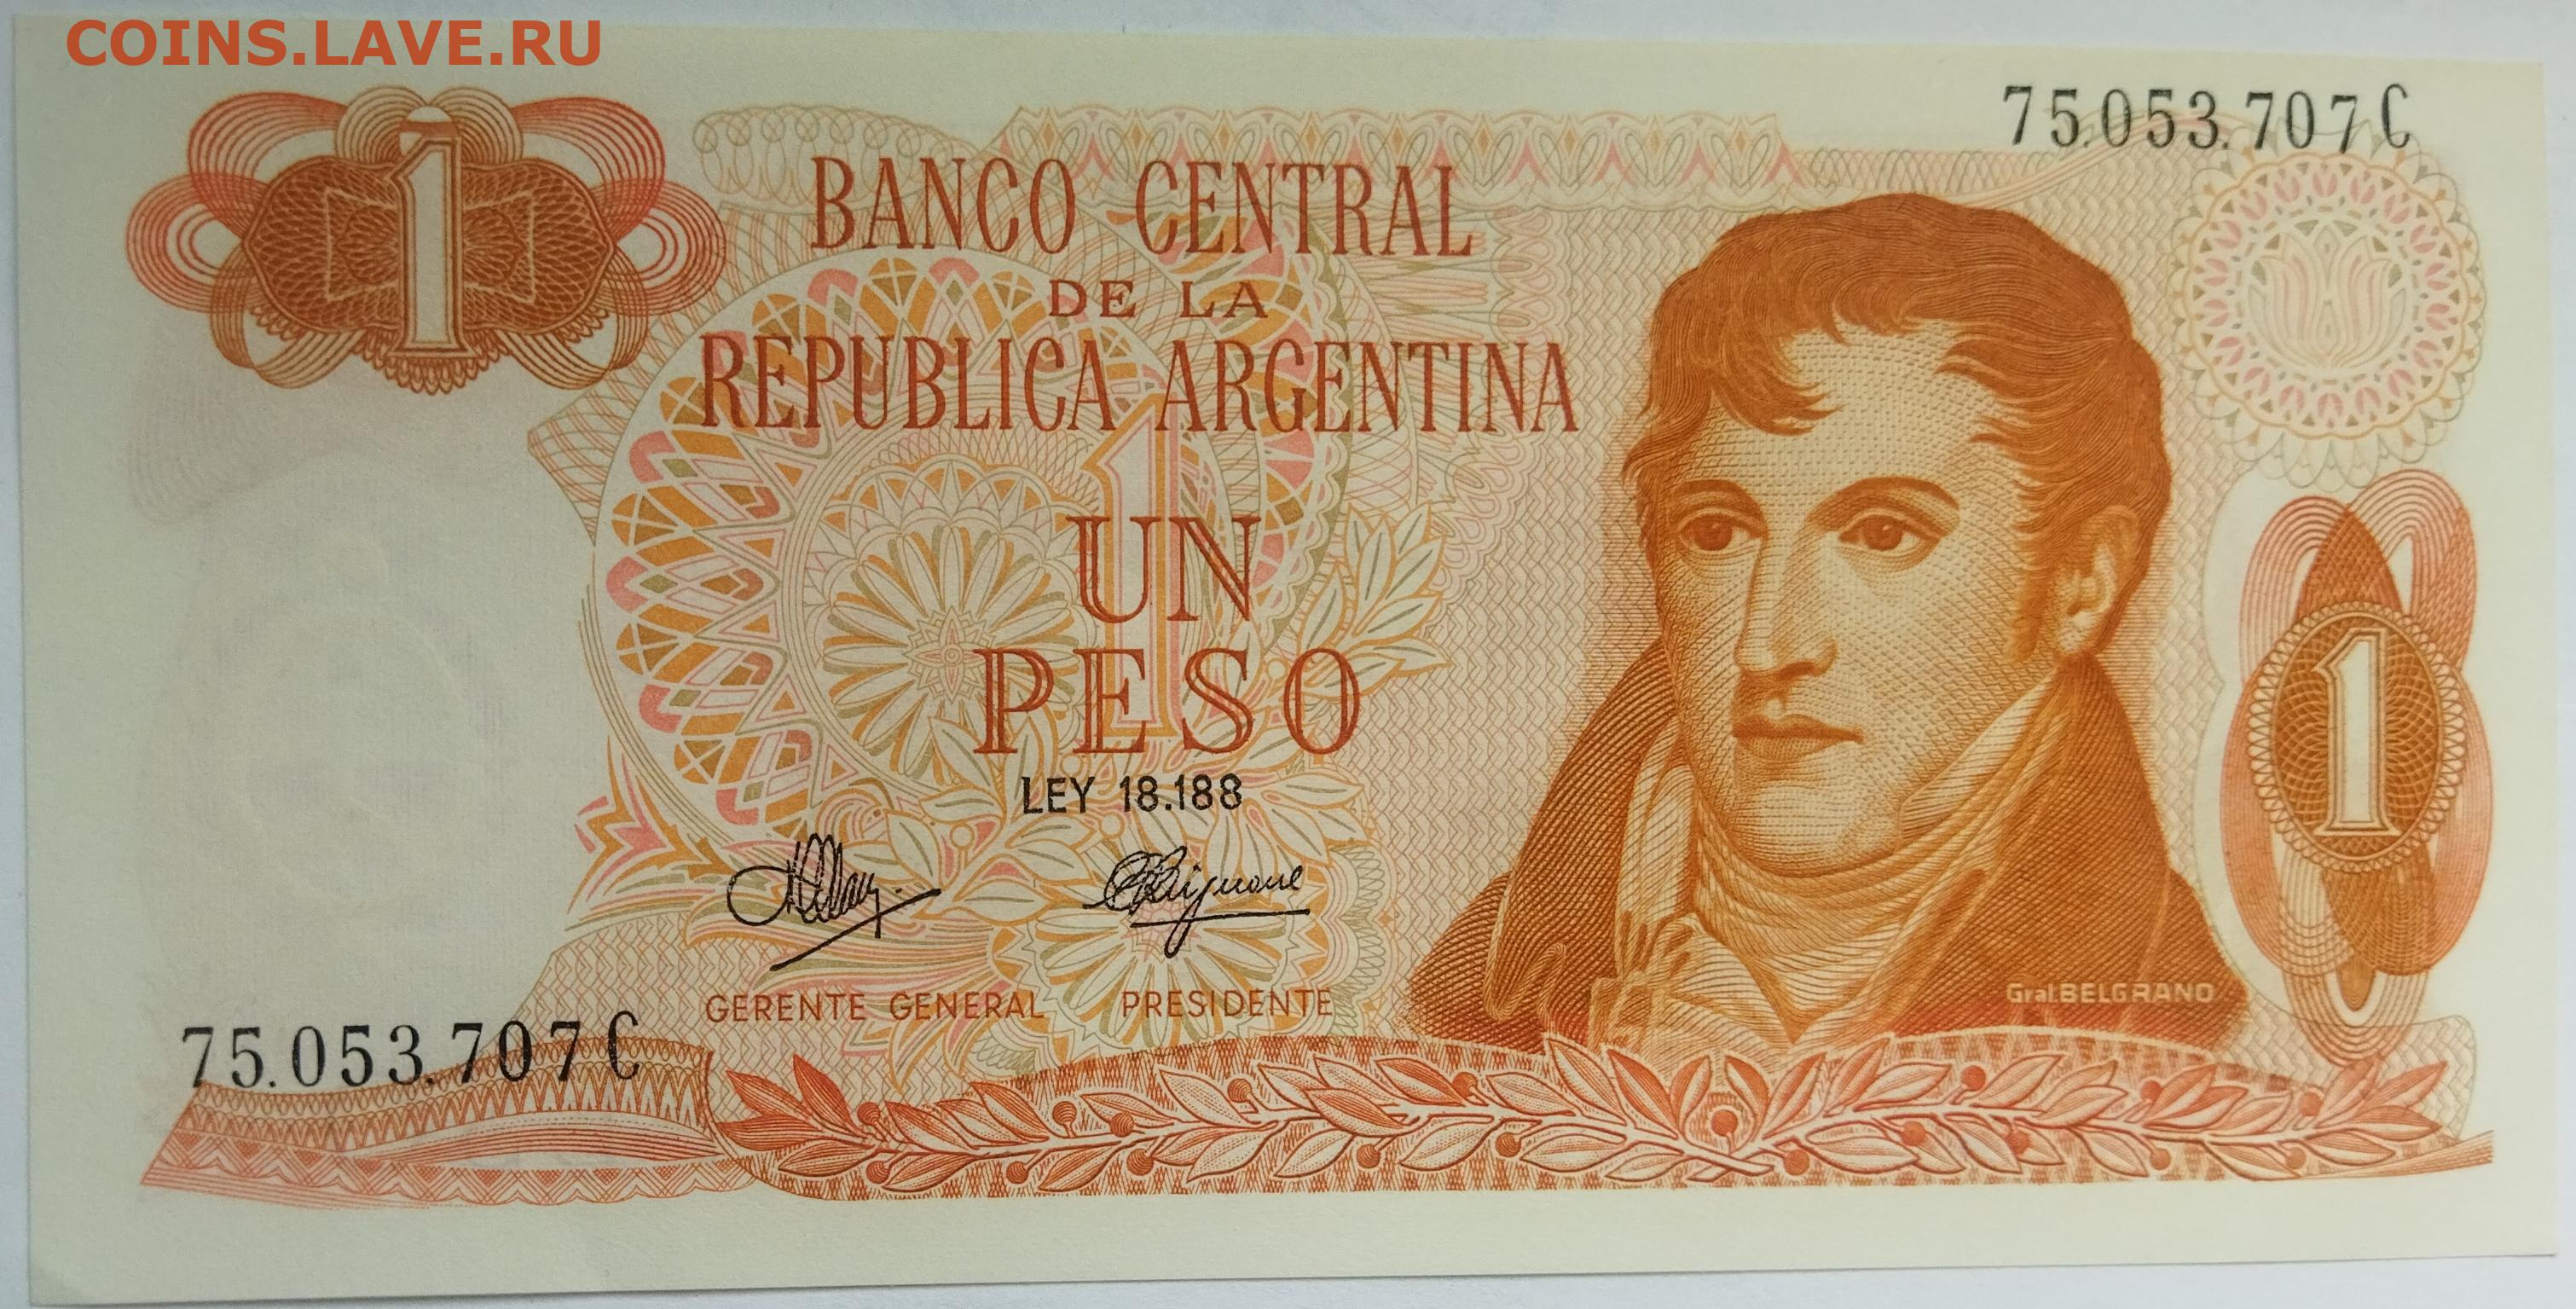 COINS.LAVE.RU
75.053.707 C
1
BANCO CENTRAL
DE LA
REPUBLICA ARGENTINA
1
UN
PESO
1
LEY 18.188
GERENTE GENERAL PRESIDENTE
Gral.BELGRANO
75.053.707 C